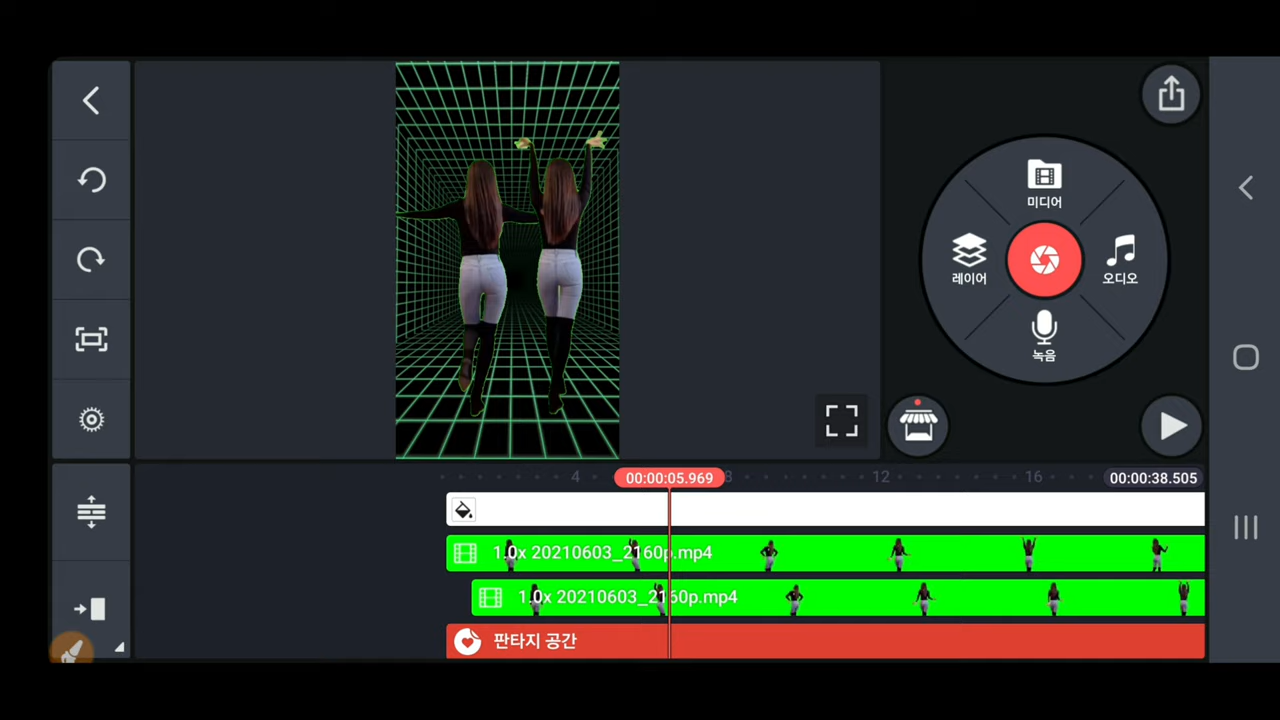 미디어
레이어
오디오
녹음
4
00:00:05.969
8
12
16
00:00:38.505
1.0x 20210603_2160p.mp4
1.0x 20210603_2160p.mp4
판타지 공간